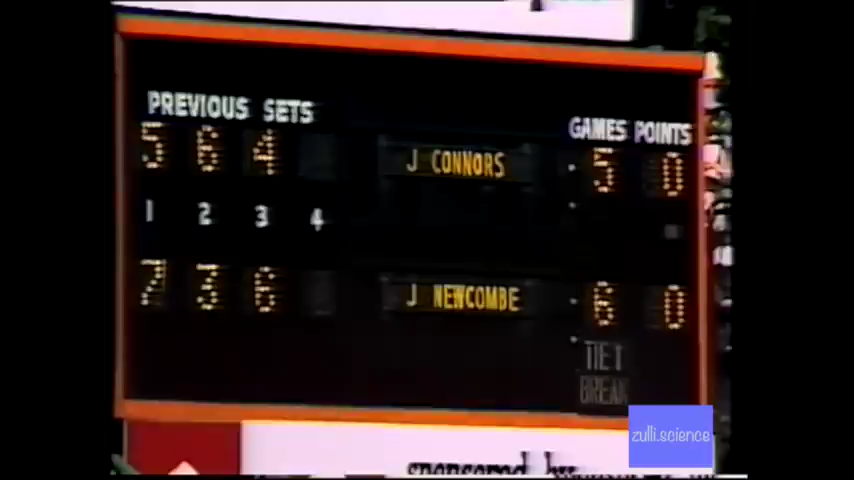 PREVIOUS SETS
GAMES POINTS
5 6 4 J CONNORS 5 0
1 2 3 4
7 3 6 J NEWCOMBE 6 0
TIE
BREAK
zulli.science
sponsored